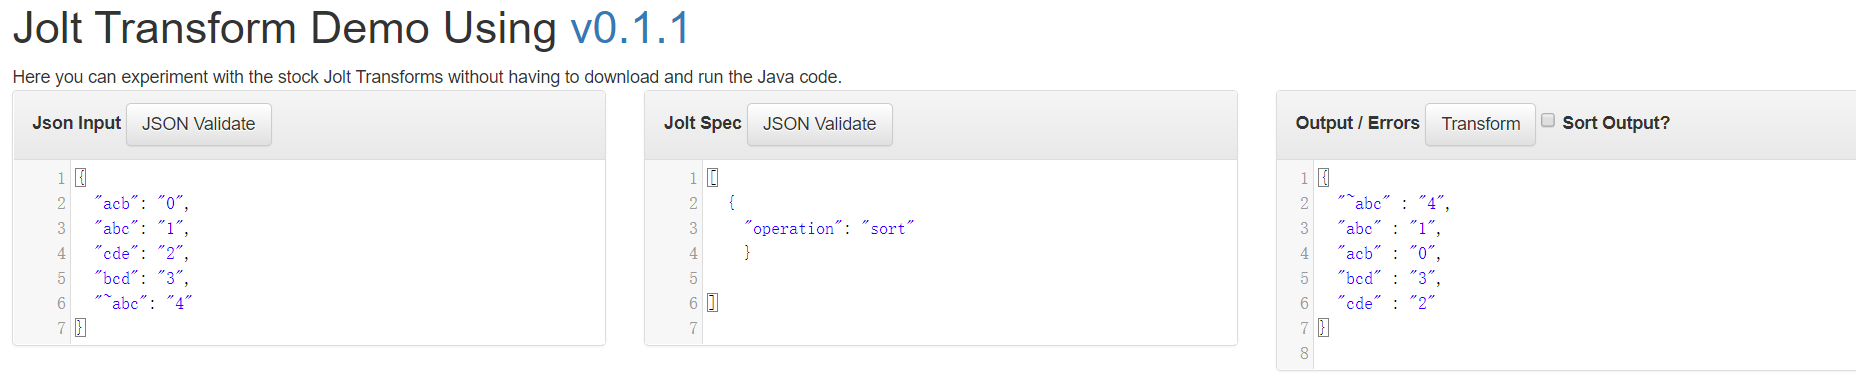 Jolt Transform Demo Using v0.1.1
Here you can experiment with the stock Jolt Transforms without having to download and run the Java code.
Json Input JSON Validate
1 {
2 "acb": "0",
3 "abc": "1",
4 "cde": "2",
5 "bcd": "3",
6 "~abc": "4"
7 }
Jolt Spec JSON Validate
1 [
2 {
3 "operation": "sort"
4 }
5
6 ]
7
Output / Errors Transform Sort Output?
1 {
2 "~abc" : "4",
3 "abc" : "1",
4 "acb" : "0",
5 "bcd" : "3",
6 "cde" : "2"
7 }
8